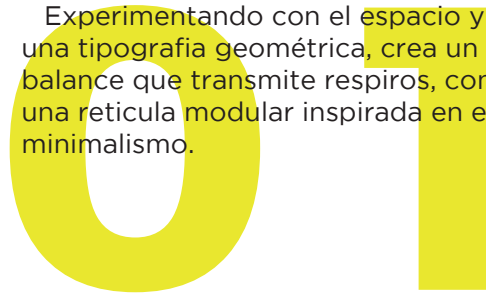 Experimentando con el espacio y
una tipografia geométrica, crea un
balance que transmite respiros, con
una reticula modular inspirada en e
minimalismo.
01